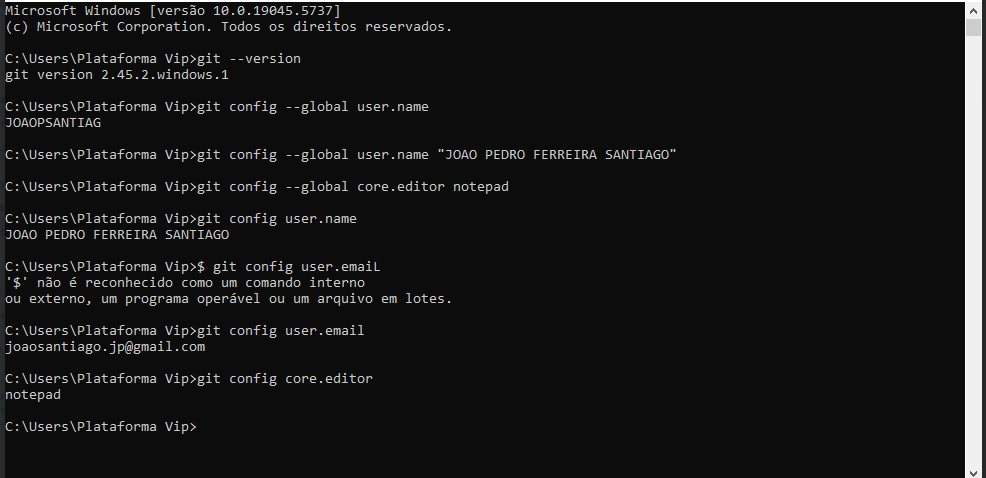 Microsoft Windows [versão 10.0.19045.5737]
(c) Microsoft Corporation. Todos os direitos reservados.
C:\Users\Plataforma Vip>git --version
git version 2.45.2.windows.1
C:\Users\Plataforma Vip>git config --global user.name
JOAOPSANTIAG
C:\Users\Plataforma Vip>git config --global user.name "JOAO PEDRO FERREIRA SANTIAGO"
C:\Users\Plataforma Vip>git config --global core.editor notepad
C:\Users\Plataforma Vip>git config user.name
JOAO PEDRO FERREIRA SANTIAGO
C:\Users\Plataforma Vip>$ git config user.emaiL
'$' não é reconhecido como um comando interno
ou externo, um programa operável ou um arquivo em lotes.
C:\Users\Plataforma Vip>git config user.email
joaosantiago.jp@gmail.com
C:\Users\Plataforma Vip>git config core.editor
notepad
C:\Users\Plataforma Vip>